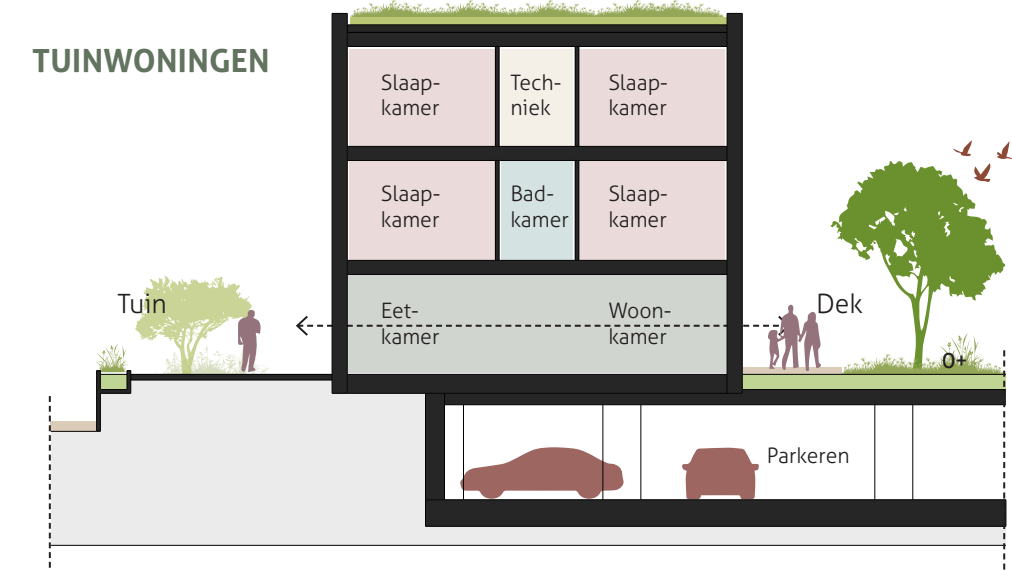 TUINWONINGEN
Slaap-
kamer
Tech-
niek
Slaap-
kamer
Slaap-
kamer
Bad-
kamer
Slaap-
kamer
Tuin
Eet-
kamer
Woon-
kamer
Dek
0+
Parkeren